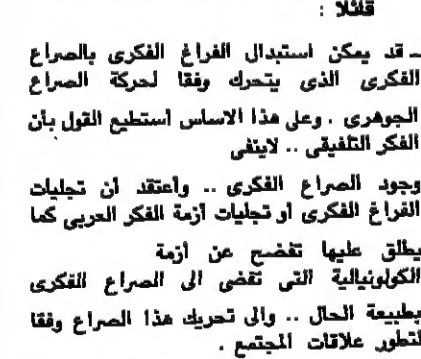 قائلا :
ــ قد يمكن استبدال الفراغ الفكرى بالصراع
الفكرى الذى يتحرك وفقا لحركة الصراع
الجوهرى . وعلى هذا الاساس استطيع القول بأن
الفكر التلفيقى .. لاينفى
وجود الصراع الفكرى .. وأعتقد أن تجليات
الفراغ الفكرى أو تجليات أزمة الفكر العربى كما
يطلق عليها تفضح عن أزمة
الكولونيالية التى تفضى الى الصراع الفكرى
بطبيعة الحال .. والى تحريك هذا الصراع وفقا
لتطور علاقات المجتمع .